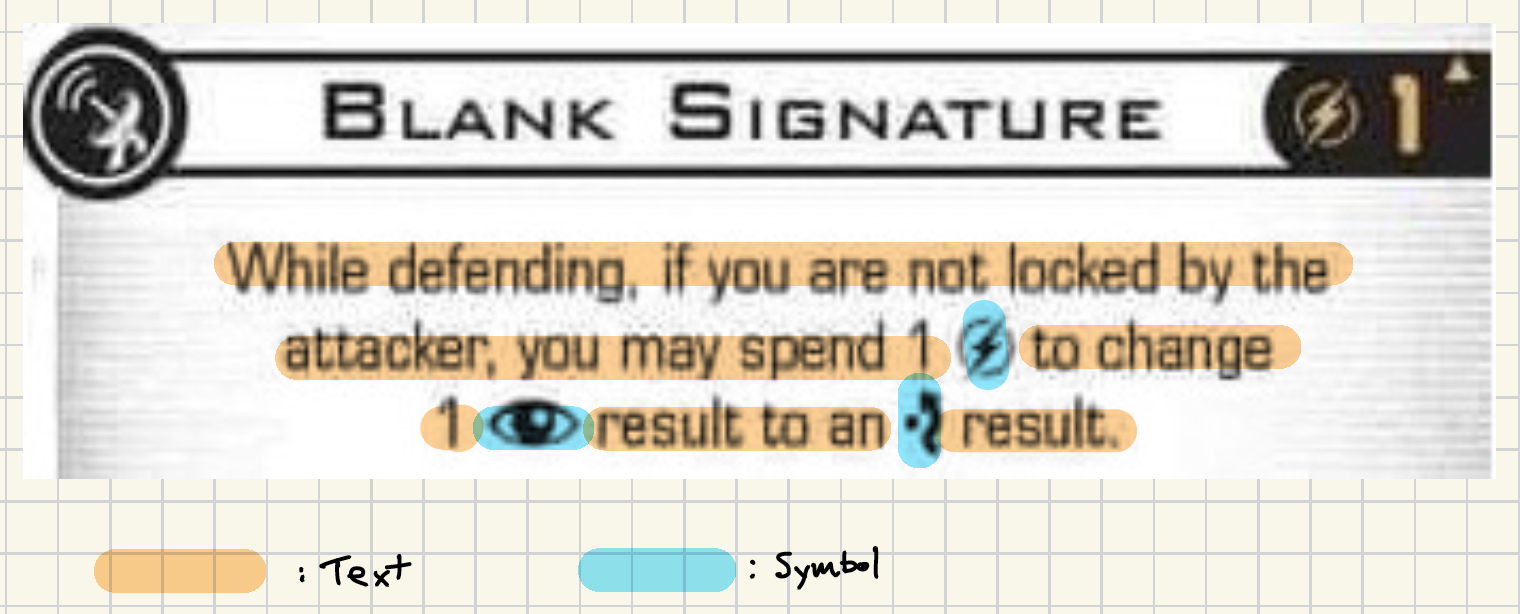 BLANK SIGNATURE 1
While defending, if you are not locked by the
attacker, you may spend 1 to change
1 result to an result.
: Text : Symbol